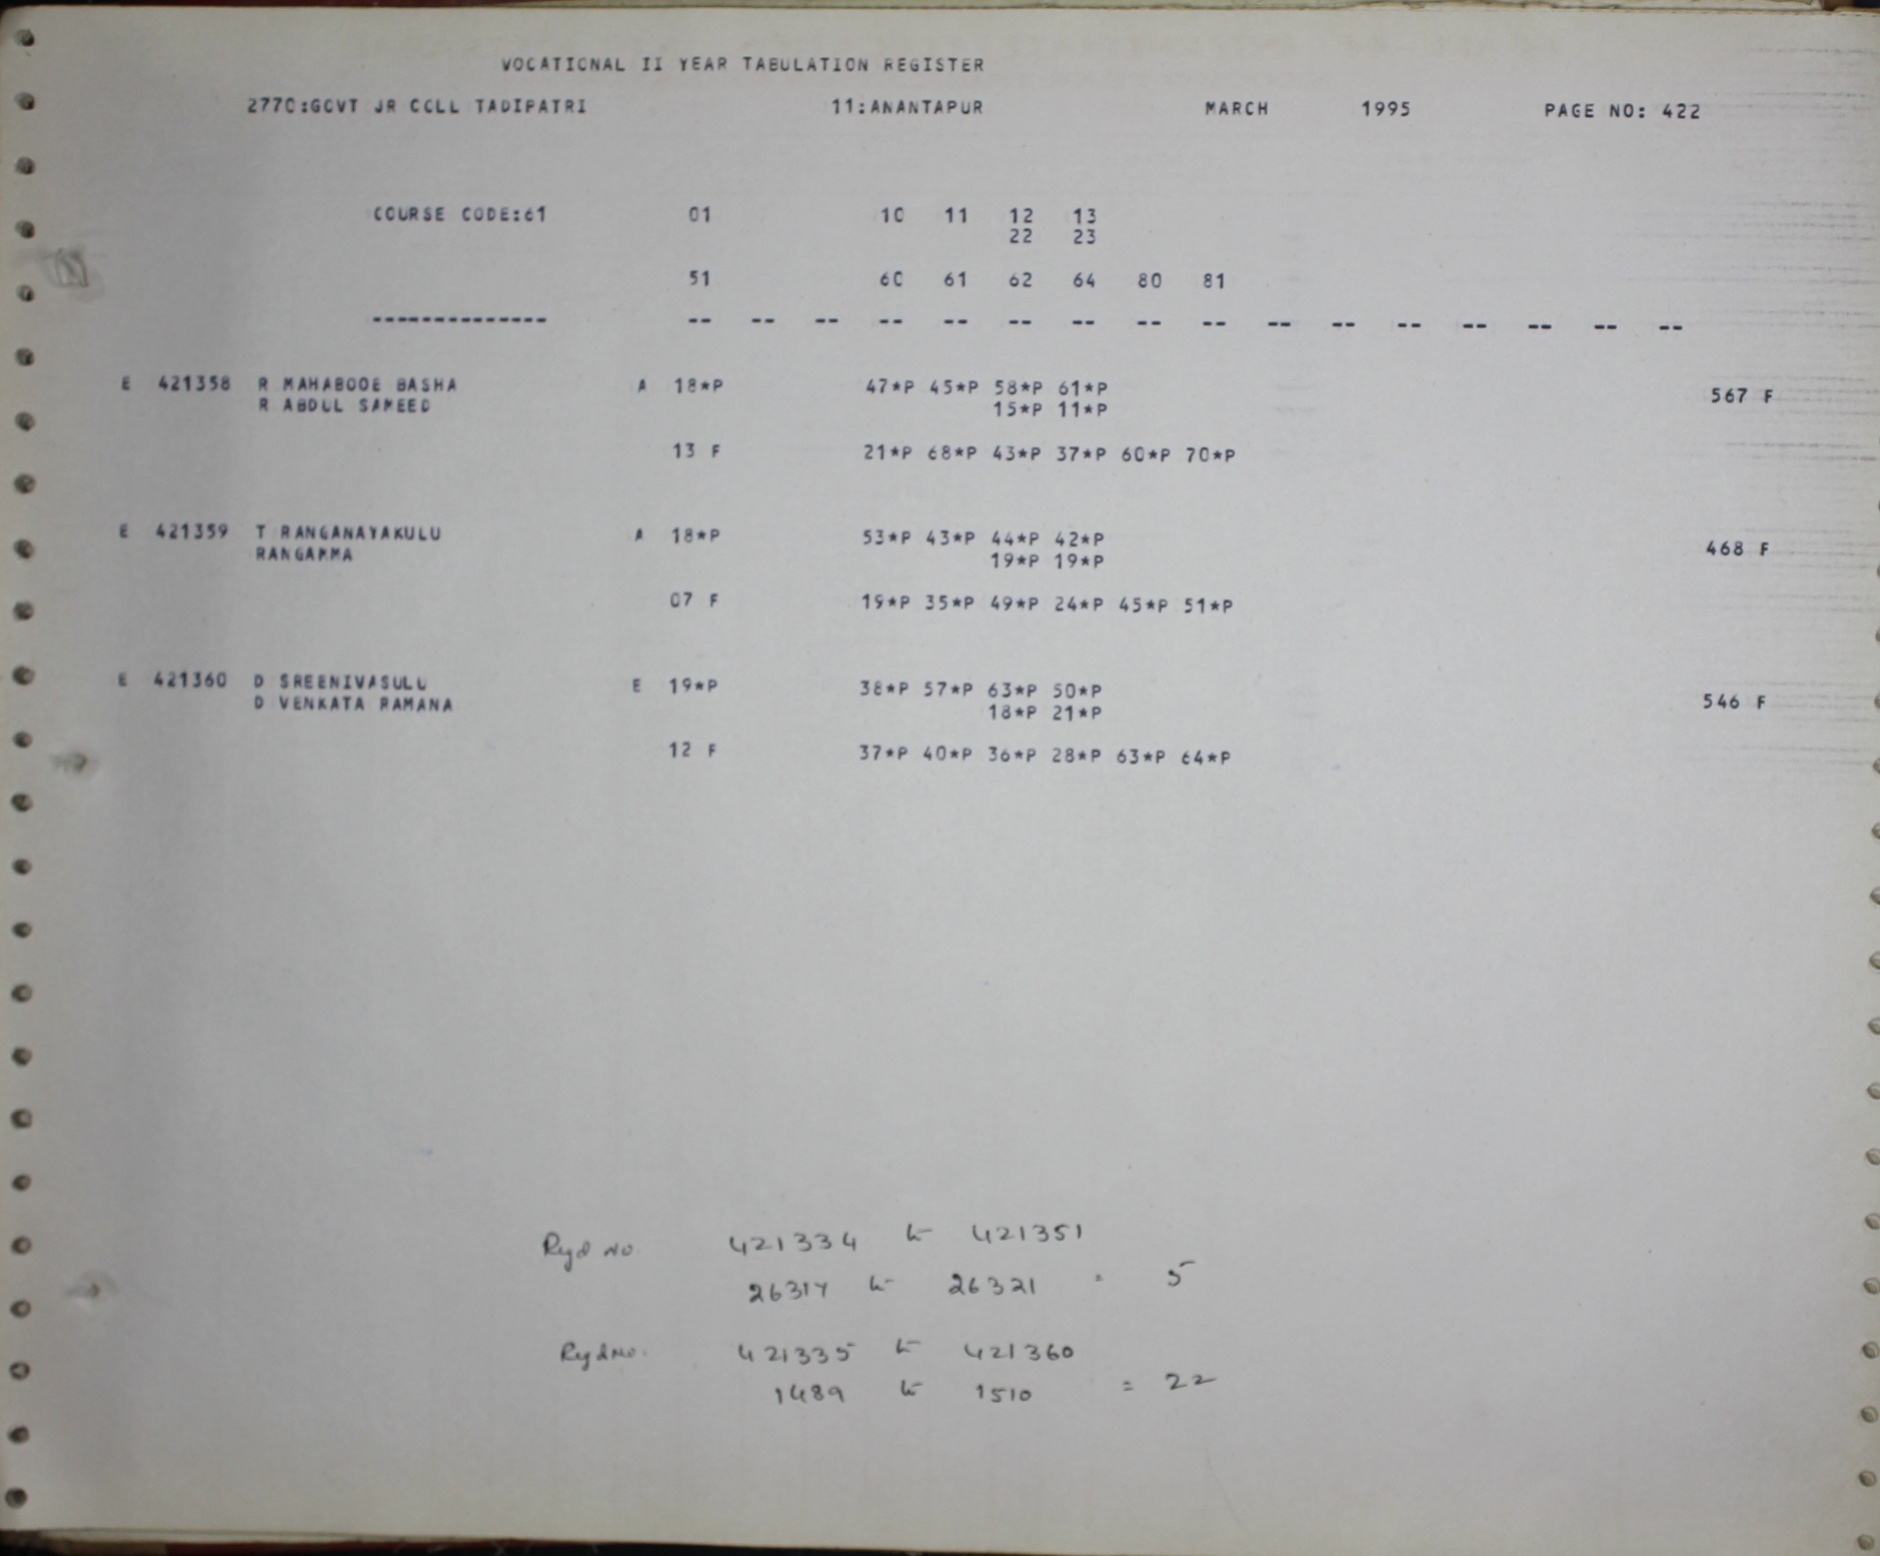 VOCATIONAL II YEAR TABULATION REGISTER
2770:GOVT JR COLL TADIPATRI 11:ANANTAPUR MARCH 1995 PAGE NO: 422
COURSE CODE:61 01 10 11 12 13
22 23
51 60 61 62 64 80 81
-------------- -- -- -- -- -- -- -- -- -- -- -- -- -- -- -- --
E 421358 R MAHABOOE BASHA A 18*P 47*P 45*P 58*P 61*P 567 F
R ABDUL SAMEED 15*P 11*P
13 F 21*P 68*P 43*P 37*P 60*P 70*P
E 421359 T RANGANAYAKULU A 18*P 53*P 43*P 44*P 42*P 468 F
RANGAMMA 19*P 19*P
07 F 19*P 35*P 49*P 24*P 45*P 51*P
E 421360 D SREENIVASULU E 19*P 38*P 57*P 63*P 50*P 546 F
D VENKATA RAMANA 18*P 21*P
12 F 37*P 40*P 36*P 28*P 63*P 64*P
Regd No. 421334 to 421351
26317 to 26321 = 5
Regd No. 421335 to 421360
1489 to 1510 = 22